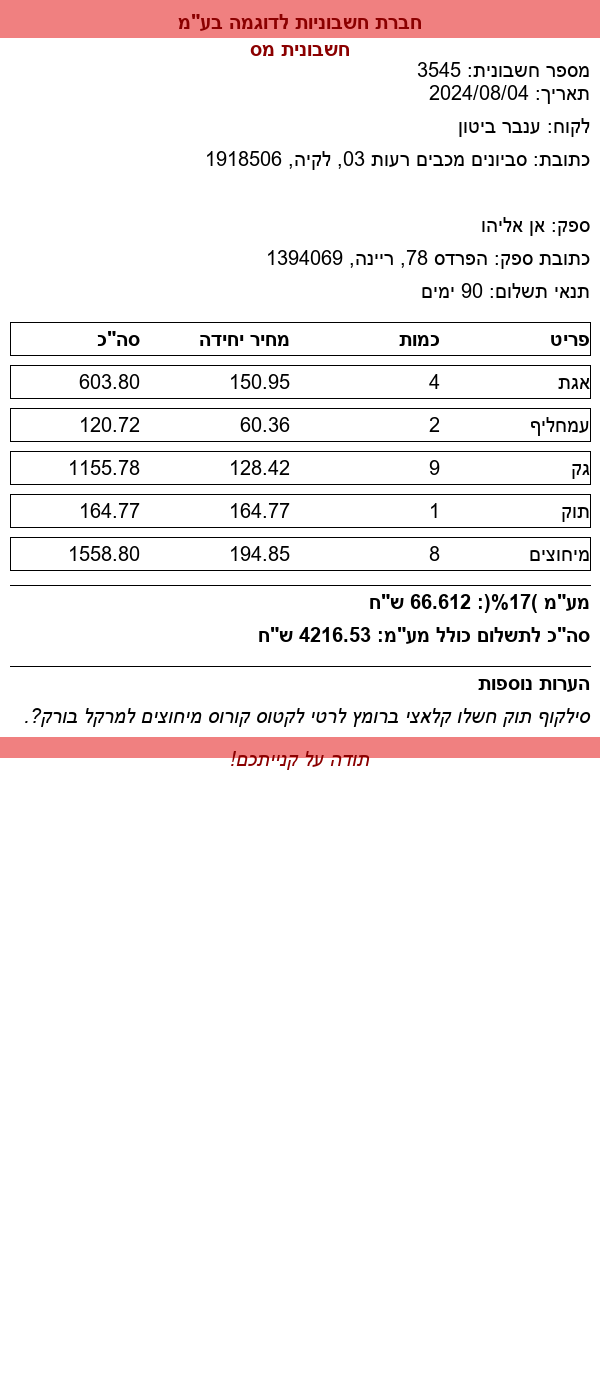 חברת חשבוניות לדוגמה בע"מ
חשבונית מס
מספר חשבונית: 3545
תאריך: 2024/08/04
לקוח: ענבר ביטון
כתובת: סביונים מכבים רעות 03, לקיה, 1918506
ספק: אן אליהו
כתובת ספק: הפרדס 78, ריינה, 1394069
תנאי תשלום: 90 ימים
פריט כמות מחיר יחידה סה"כ
אגת 4 150.95 603.80
עמחליף 2 60.36 120.72
גק 9 128.42 1155.78
תוק 1 164.77 164.77
מיחוצים 8 194.85 1558.80
מע"מ )17%(: 66.612 ש"ח
סה"כ לתשלום כולל מע"מ: 4216.53 ש"ח
הערות נוספות
סילקוף תוק חשלו קלאצי ברומץ לרטי לקטוס קורוס מיחוצים למרקל בורק?.
תודה על קנייתכם!